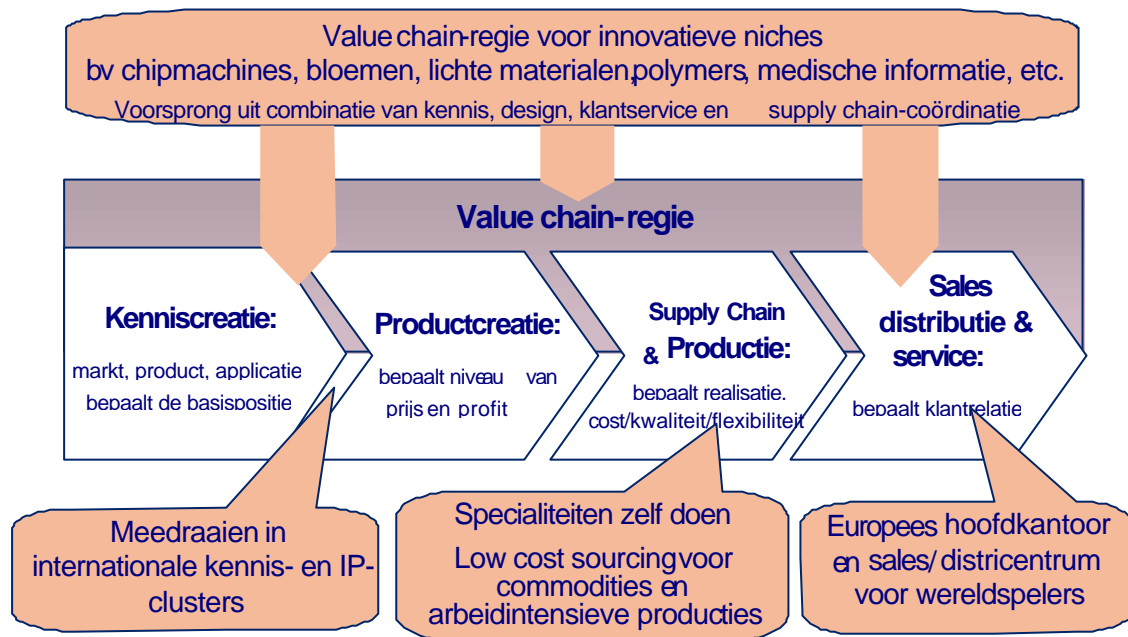 Value chain-regie voor innovatieve niches
bv chipmachines, bloemen, lichte materialen, polymers, medische informatie, etc.
Voorsprong uit combinatie van kennis, design, klantservice en supply chain-coördinatie
Value chain-regie
Kenniscreatie:
markt, product, applicatie
bepaalt de basispositie
Productcreatie:
bepaalt niveau van
prijs en profit
Supply Chain
& Productie:
bepaalt realisatie.
cost/kwaliteit/flexibiliteit
Sales
distributie &
service:
bepaalt klantrelatie
Meedraaien in
internationale kennis- en IP-
clusters
Specialiteiten zelf doen
Low cost sourcing voor
commodities en
arbeidintensieve producties
Europees hoofdkantoor
en sales/ districentrum
voor wereldspelers